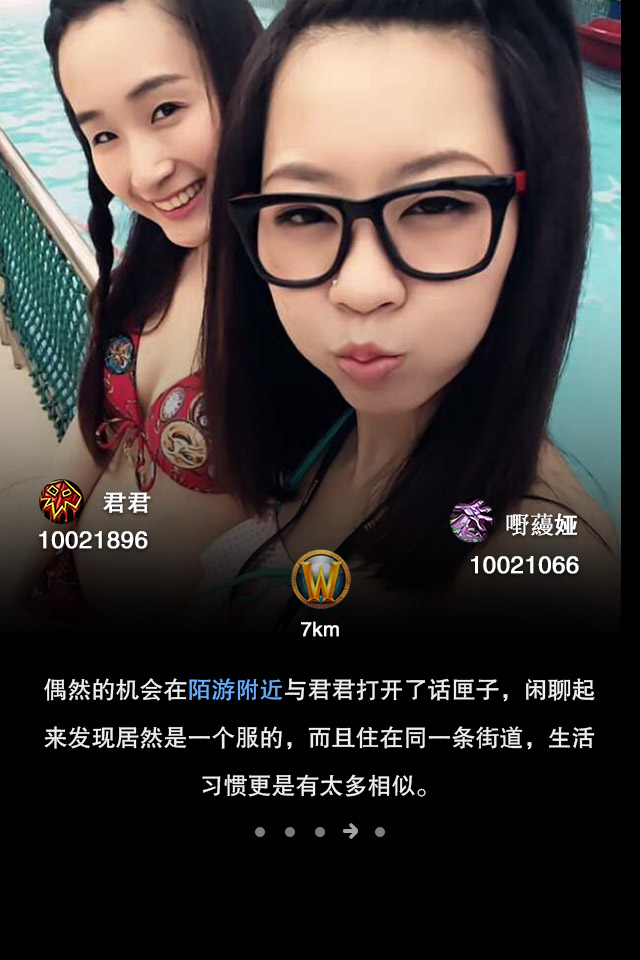 君君
10021896
嘢蘰娅
10021066
W
7km
偶然的机会在陌游附近与君君打开了话匣子，闲聊起
来发现居然是一个服的，而且住在同一条街道，生活
习惯更是有太多相似。